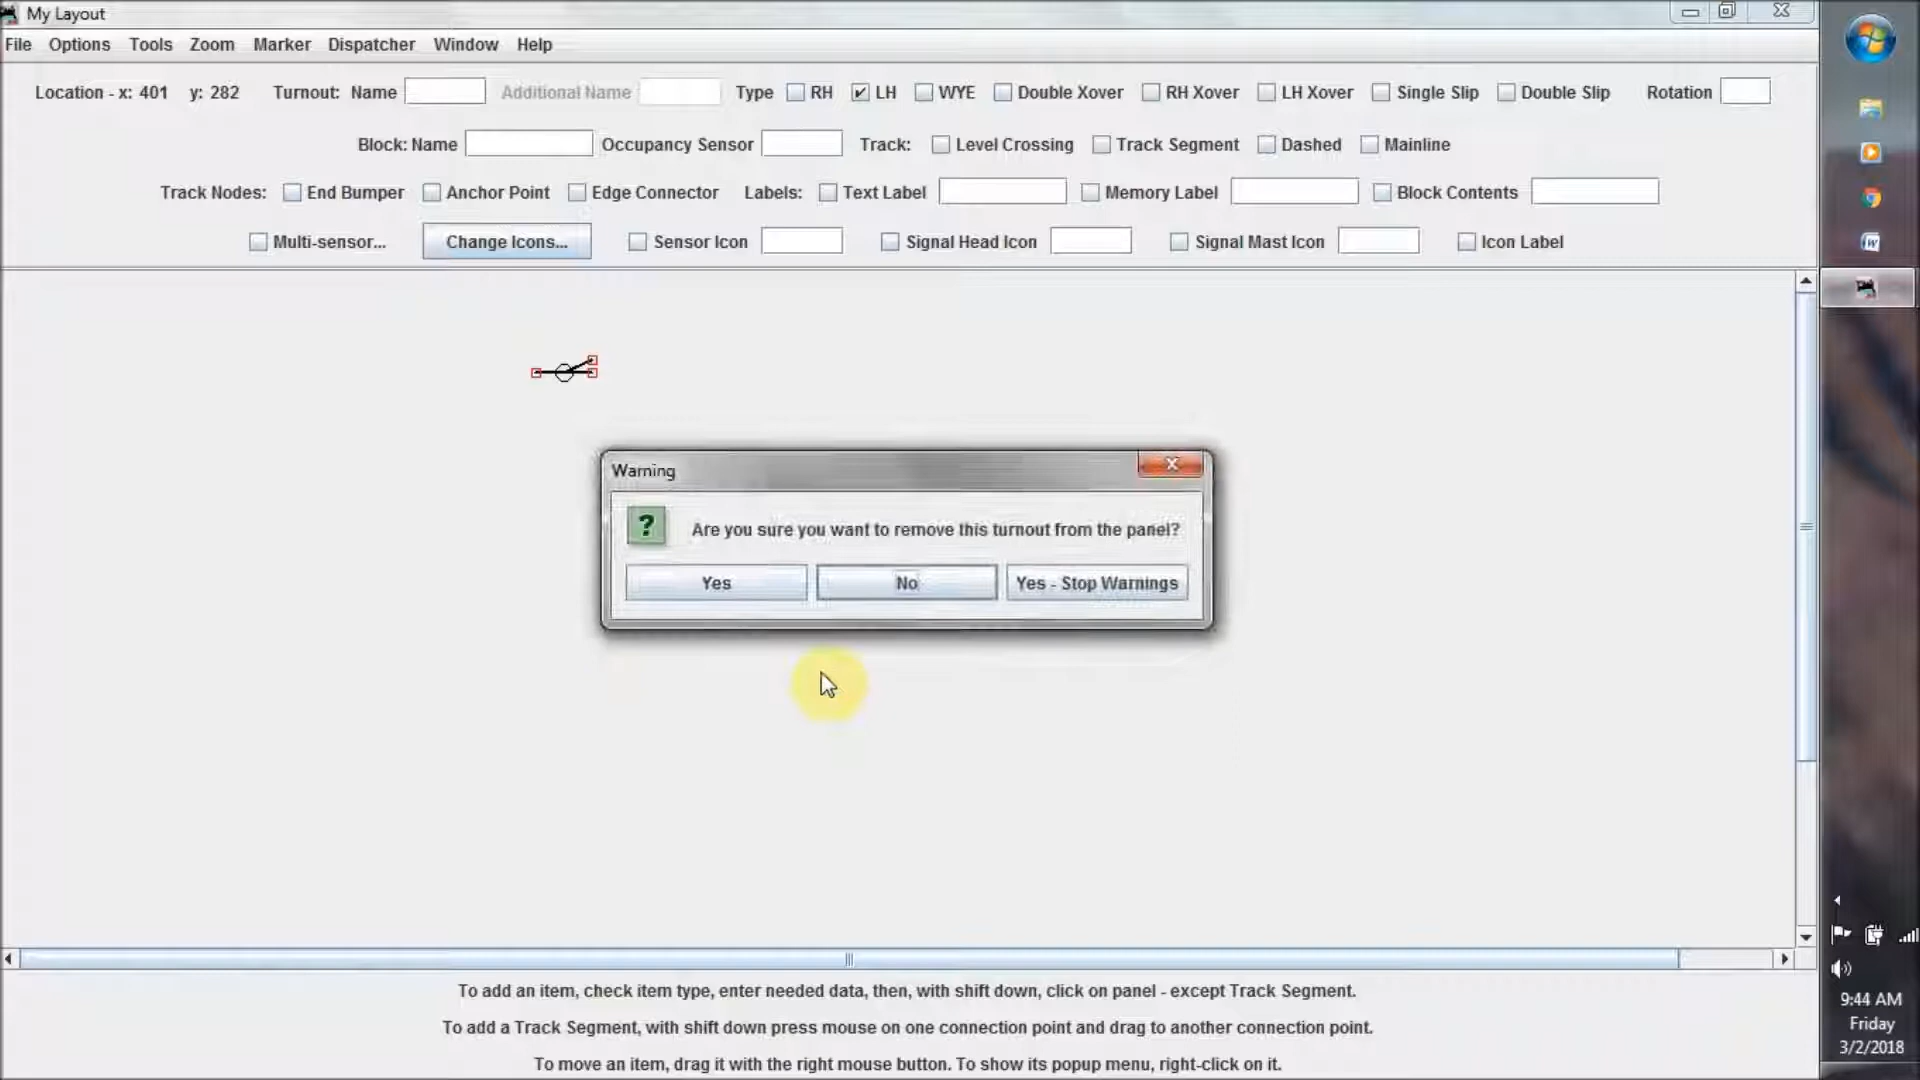 My Layout
File Options Tools Zoom Marker Dispatcher Window Help
Location - x: 401 y: 282 Turnout: Name Additional Name Type RH LH WYE Double Xover RH Xover LH Xover Single Slip Double Slip Rotation
Block: Name Occupancy Sensor Track: Level Crossing Track Segment Dashed Mainline
Track Nodes: End Bumper Anchor Point Edge Connector Labels: Text Label Memory Label Block Contents
Multi-sensor... Change Icons... Sensor Icon Signal Head Icon Signal Mast Icon Icon Label
Warning
Are you sure you want to remove this turnout from the panel?
Yes No Yes - Stop Warnings
To add an item, check item type, enter needed data, then, with shift down, click on panel - except Track Segment.
To add a Track Segment, with shift down press mouse on one connection point and drag to another connection point.
To move an item, drag it with the right mouse button. To show its popup menu, right-click on it.
9:44 AM
Friday
3/2/2018